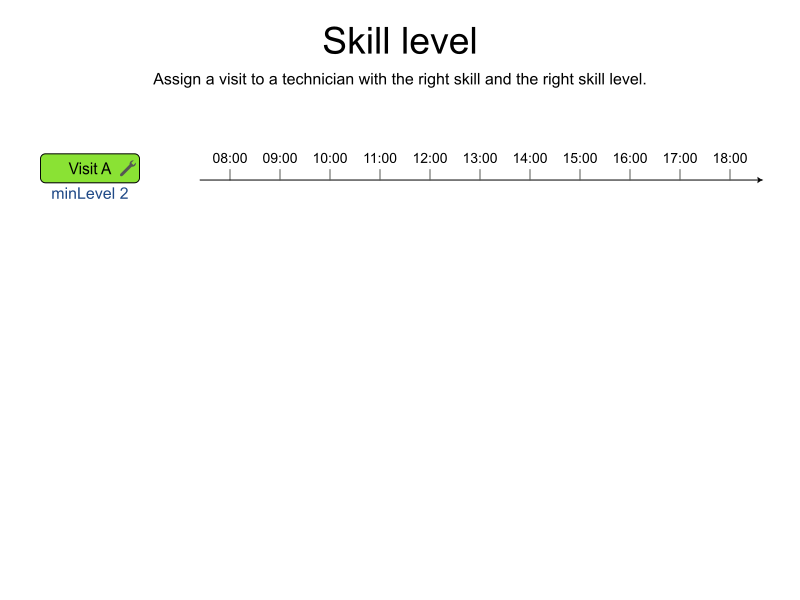 Skill level
Assign a visit to a technician with the right skill and the right skill level.
08:00 09:00 10:00 11:00 12:00 13:00 14:00 15:00 16:00 17:00 18:00
Visit A
minLevel 2